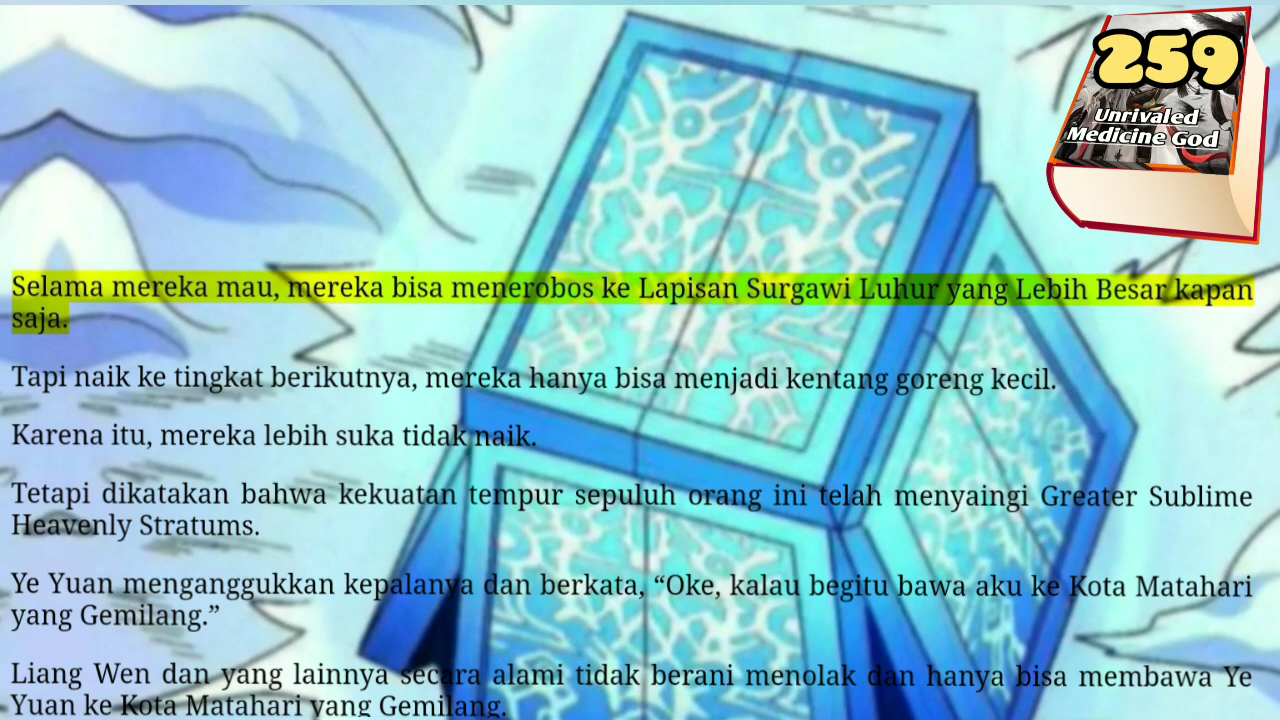 259
Unrivaled
Medicine God
Selama mereka mau, mereka bisa menerobos ke Lapisan Surgawi Luhur yang Lebih Besar kapan
saja.
Tapi naik ke tingkat berikutnya, mereka hanya bisa menjadi kentang goreng kecil.
Karena itu, mereka lebih suka tidak naik.
Tetapi dikatakan bahwa kekuatan tempur sepuluh orang ini telah menyaingi Greater Sublime
Heavenly Stratums.
Ye Yuan menganggukkan kepalanya dan berkata, “Oke, kalau begitu bawa aku ke Kota Matahari
yang Gemilang.”
Liang Wen dan yang lainnya secara alami tidak berani menolak dan hanya bisa membawa Ye
Yuan ke Kota Matahari yang Gemilang.